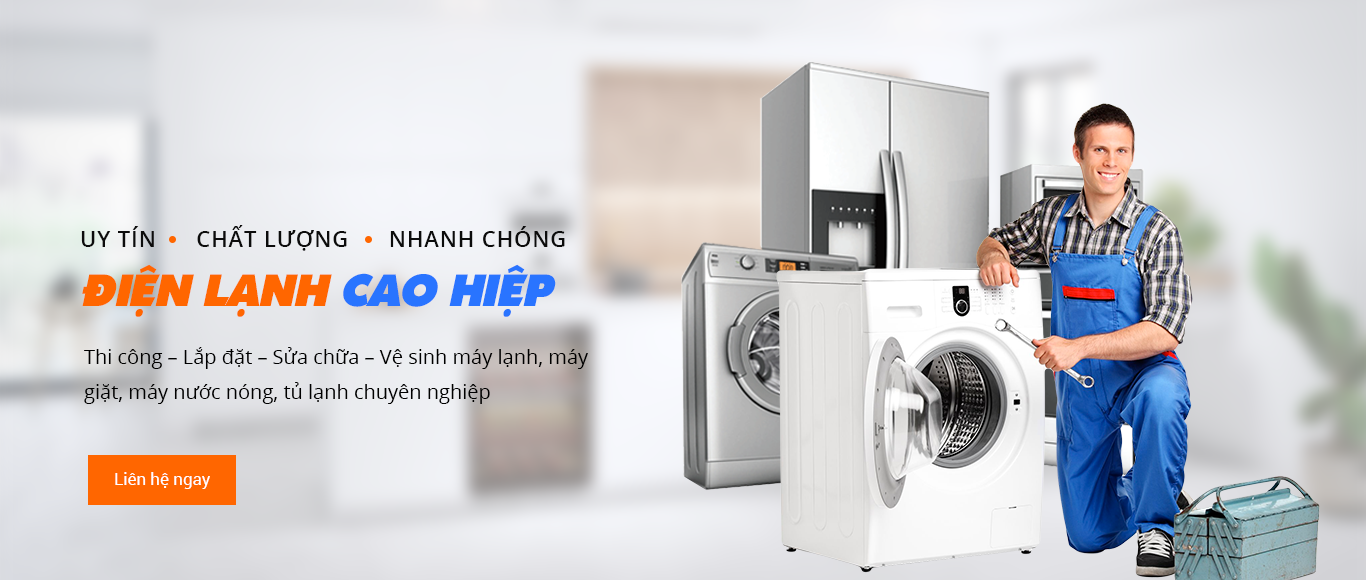 UY TÍN • CHẤT LƯỢNG • NHANH CHÓNG
ĐIỆN LẠNH CAO HIỆP
Thi công – Lắp đặt – Sửa chữa – Vệ sinh máy lạnh, máy
giặt, máy nước nóng, tủ lạnh chuyên nghiệp
Liên hệ ngay